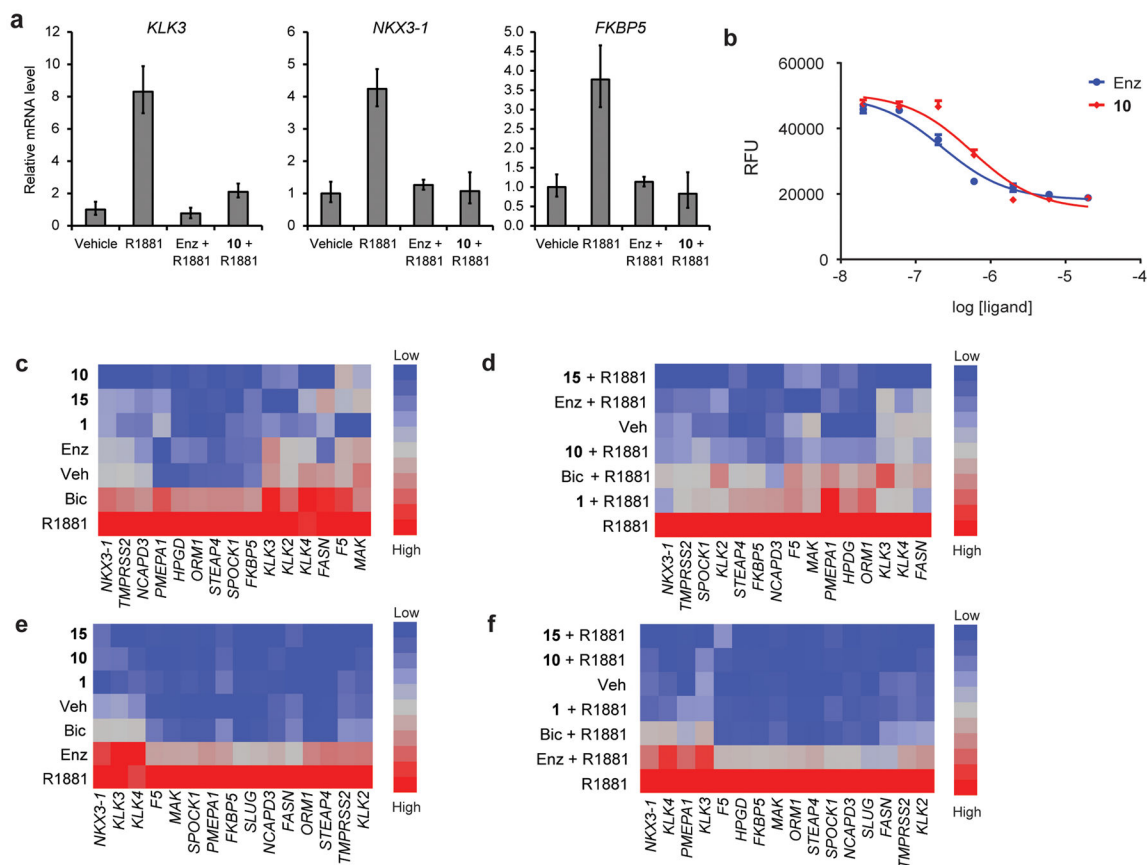 a
KLK3
NKX3-1
FKBP5
Relative mRNA level
12
10
8
6
4
2
0
Vehicle
R1881
Enz +
R1881
10 +
R1881
6
5
4
3
2
1
0
Vehicle
R1881
Enz +
R1881
10 +
R1881
5.0
4.5
4.0
3.5
3.0
2.5
2.0
1.5
1.0
0.5
0.0
Vehicle
R1881
Enz +
R1881
10 +
R1881
b
60000
40000
20000
0
RFU
-8
-7
-6
-5
-4
log [ligand]
Enz
10
c
10
15
1
Enz
Veh
Bic
R1881
NKX3-1
TMPRSS2
NCAPD3
PMEPA1
HPGD
ORM1
STEAP4
SPOCK1
FKBP5
KLK3
KLK2
KLK4
FASN
F5
MAK
Low
High
d
15 + R1881
Enz + R1881
Veh
10 + R1881
Bic + R1881
1 + R1881
R1881
NKX3-1
TMPRSS2
SPOCK1
KLK2
STEAP4
FKBP5
NCAPD3
F5
MAK
PMEPA1
HPDG
ORM1
KLK3
KLK4
FASN
Low
High
e
15
10
1
Veh
Bic
Enz
R1881
NKX3-1
KLK3
KLK4
F5
MAK
SPOCK1
PMEPA1
FKBP5
SLUG
NCAPD3
FASN
ORM1
STEAP4
TMPRSS2
KLK2
Low
High
f
15 + R1881
10 + R1881
Veh
1 + R1881
Bic + R1881
Enz + R1881
R1881
NKX3-1
KLK4
PMEPA1
KLK3
F5
HPGD
FKBP5
MAK
ORM1
STEAP4
SPOCK1
NCAPD3
SLUG
FASN
TMPRSS2
KLK2
Low
High